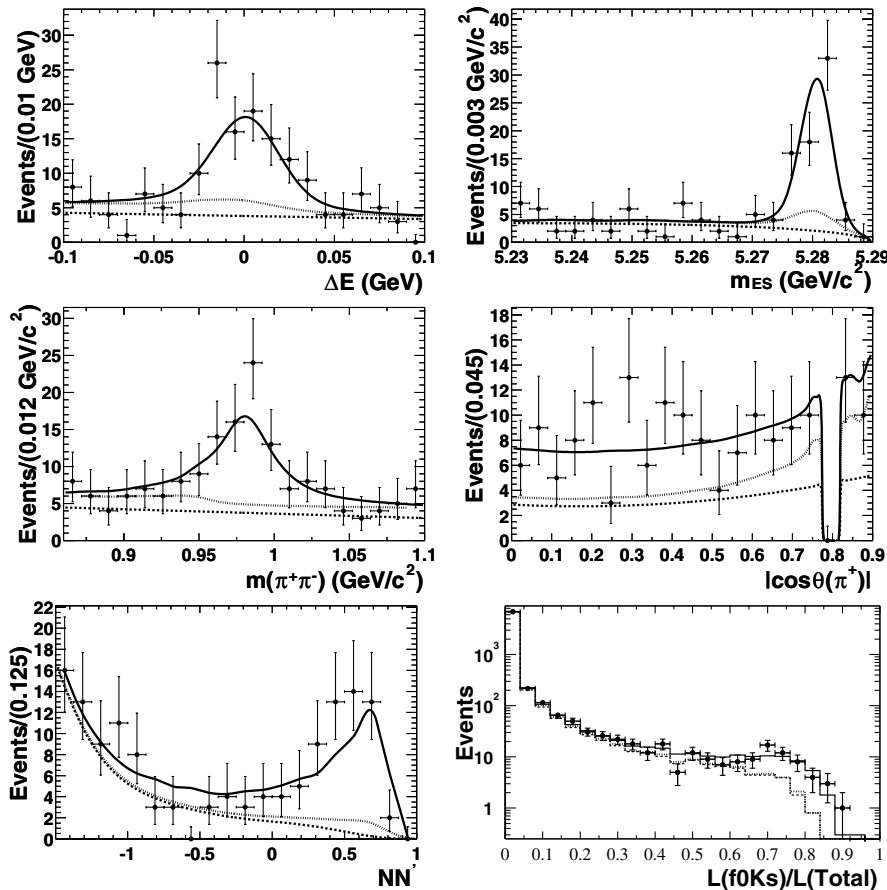 Events/(0.01 GeV)
30
25
20
15
10
5
0
-0.1 -0.05 0 0.05 0.1
ΔE (GeV)
Events/(0.003 GeV/c²)
40
35
30
25
20
15
10
5
0
5.23 5.24 5.25 5.26 5.27 5.28 5.29
mES (GeV/c²)
Events/(0.012 GeV/c²)
30
25
20
15
10
5
0
0.9 0.95 1 1.05 1.1
m(π⁺π⁻) (GeV/c²)
Events/(0.045)
18
16
14
12
10
8
6
4
2
0
0 0.1 0.2 0.3 0.4 0.5 0.6 0.7 0.8 0.9
|cosθ(π⁺)|
Events/(0.125)
22
20
18
16
14
12
10
8
6
4
2
0
-1 -0.5 0 0.5 1
NN'
Events
10³
10²
10
1
0 0.1 0.2 0.3 0.4 0.5 0.6 0.7 0.8 0.9 1
L(f0Ks)/L(Total)